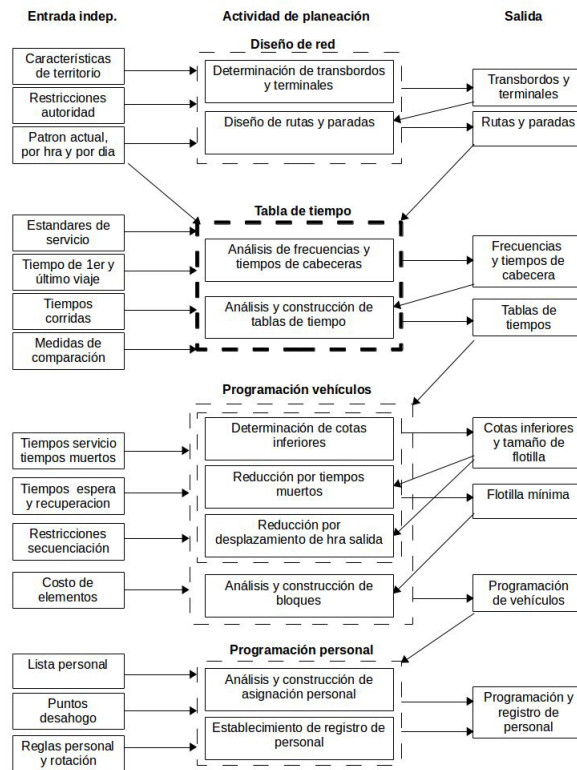 Entrada indep.
Actividad de planeación
Salida
Diseño de red
Características
de territorio
Determinación de transbordos
y terminales
Transbordos y
terminales
Restricciones
autoridad
Diseño de rutas y paradas
Rutas y paradas
Patron actual,
por hra y por dia
Tabla de tiempo
Estandares de
servicio
Análisis de frecuencias y
tiempos de cabeceras
Frecuencias
y tiempos de
cabecera
Tiempo de 1er y
último viaje
Tiempos
corridas
Análisis y construcción de
tablas de tiempo
Tablas de
tiempos
Medidas de
comparación
Programación vehículos
Determinación de cotas
inferiores
Cotas inferiores
y tamaño de
flotilla
Tiempos servicio
tiempos muertos
Reducción por tiempos
muertos
Flotilla mínima
Tiempos espera
y recuperacion
Restricciones
secuenciación
Reducción por
desplazamiento de hra salida
Costo de
elementos
Análisis y construcción de
bloques
Programación
de vehículos
Programación personal
Lista personal
Análisis y construcción de
asignación personal
Programación y
registro de
personal
Puntos
desahogo
Establecimiento de registro de
personal
Reglas personal
y rotación